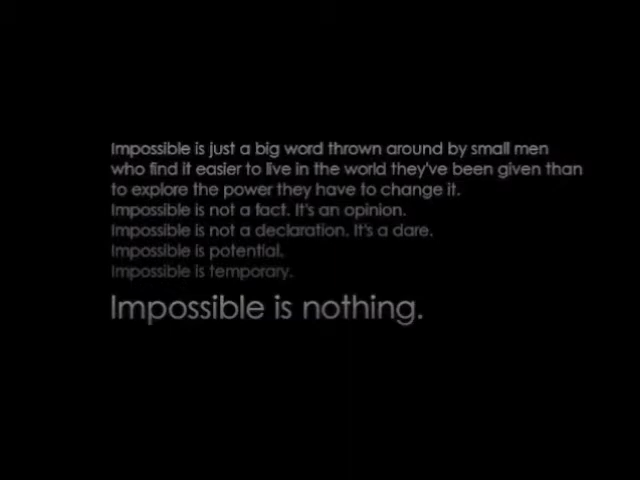 Impossible is just a big word thrown around by small men
who find it easier to live in the world they've been given than
to explore the power they have to change it.
Impossible is not a fact. It's an opinion.
Impossible is not a declaration. It's a dare.
Impossible is potential.
Impossible is temporary.
Impossible is nothing.